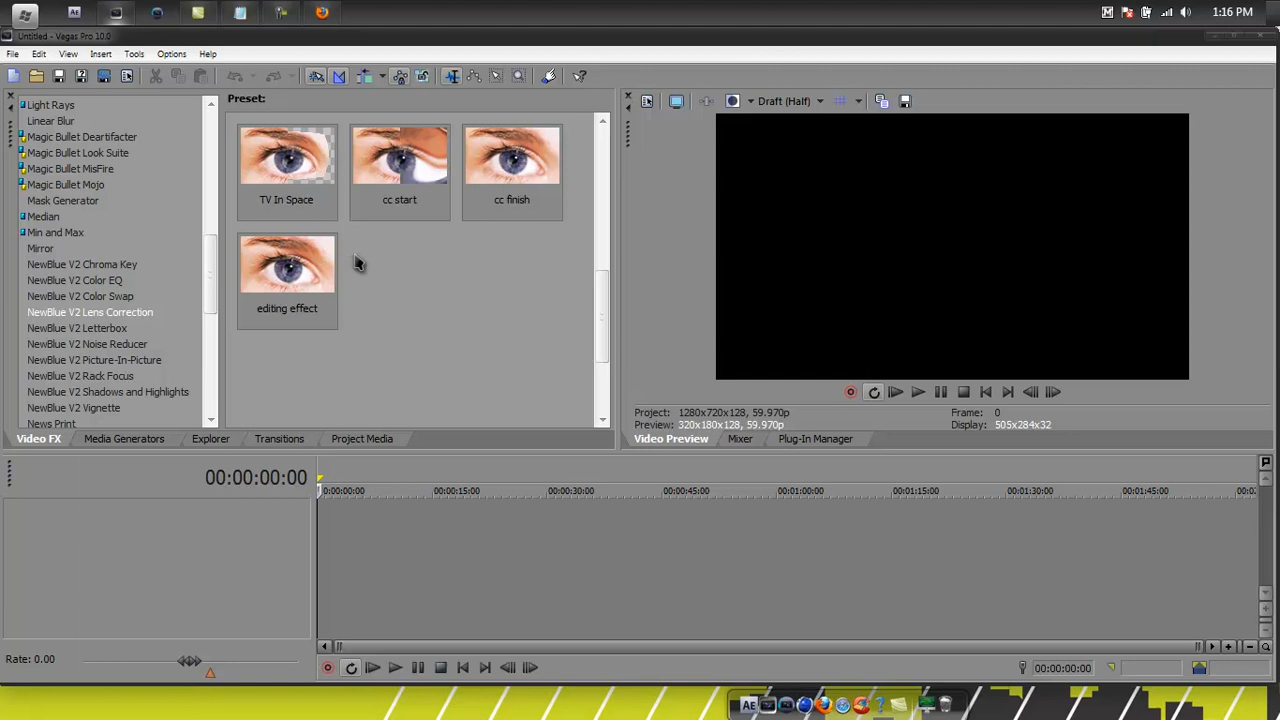 1:16 PM
Untitled - Vegas Pro 10.0
File Edit View Insert Tools Options Help
Light Rays
Linear Blur
Magic Bullet Deartifacter
Magic Bullet Look Suite
Magic Bullet MisFire
Magic Bullet Mojo
Mask Generator
Median
Min and Max
Mirror
NewBlue V2 Chroma Key
NewBlue V2 Color EQ
NewBlue V2 Color Swap
NewBlue V2 Lens Correction
NewBlue V2 Letterbox
NewBlue V2 Noise Reducer
NewBlue V2 Picture-In-Picture
NewBlue V2 Rack Focus
NewBlue V2 Shadows and Highlights
NewBlue V2 Vignette
News Print
Preset:
TV In Space
cc start
cc finish
editing effect
Video FX Media Generators Explorer Transitions Project Media
Draft (Half)
Project: 1280x720x128, 59.970p
Preview: 320x180x128, 59.970p
Frame: 0
Display: 505x284x32
Video Preview Mixer Plug-In Manager
00:00:00:00
0:00:00:00 00:00:15:00 00:00:30:00 00:00:45:00 00:01:00:00 00:01:15:00 00:01:30:00 00:01:45:00
Rate: 0.00
00:00:00:00
AE